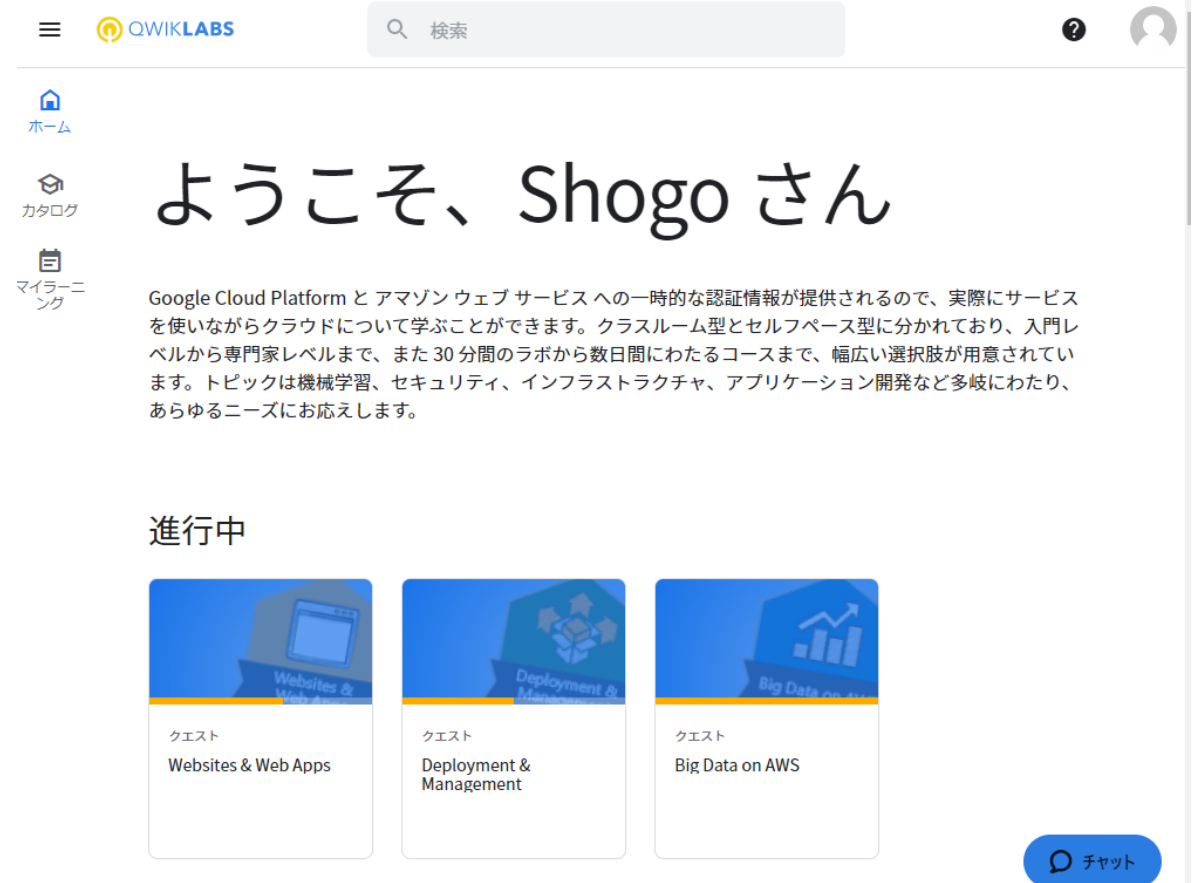 QWIKLABS
検索
ホーム
カタログ
マイラーニ
ング
ようこそ、Shogo さん
Google Cloud Platform と アマゾン ウェブ サービス への一時的な認証情報が提供されるので、実際にサービス
を使いながらクラウドについて学ぶことができます。クラスルーム型とセルフペース型に分かれており、入門レ
ベルから専門家レベルまで、また 30 分間のラボから数日間にわたるコースまで、幅広い選択肢が用意されてい
ます。トピックは機械学習、セキュリティ、インフラストラクチャ、アプリケーション開発など多岐にわたり、
あらゆるニーズにお応えします。
進行中
Websites &
Web Apps
クエスト
Websites & Web Apps
Deployment &
Management
クエスト
Deployment &
Management
Big Data on AWS
クエスト
Big Data on AWS
チャット